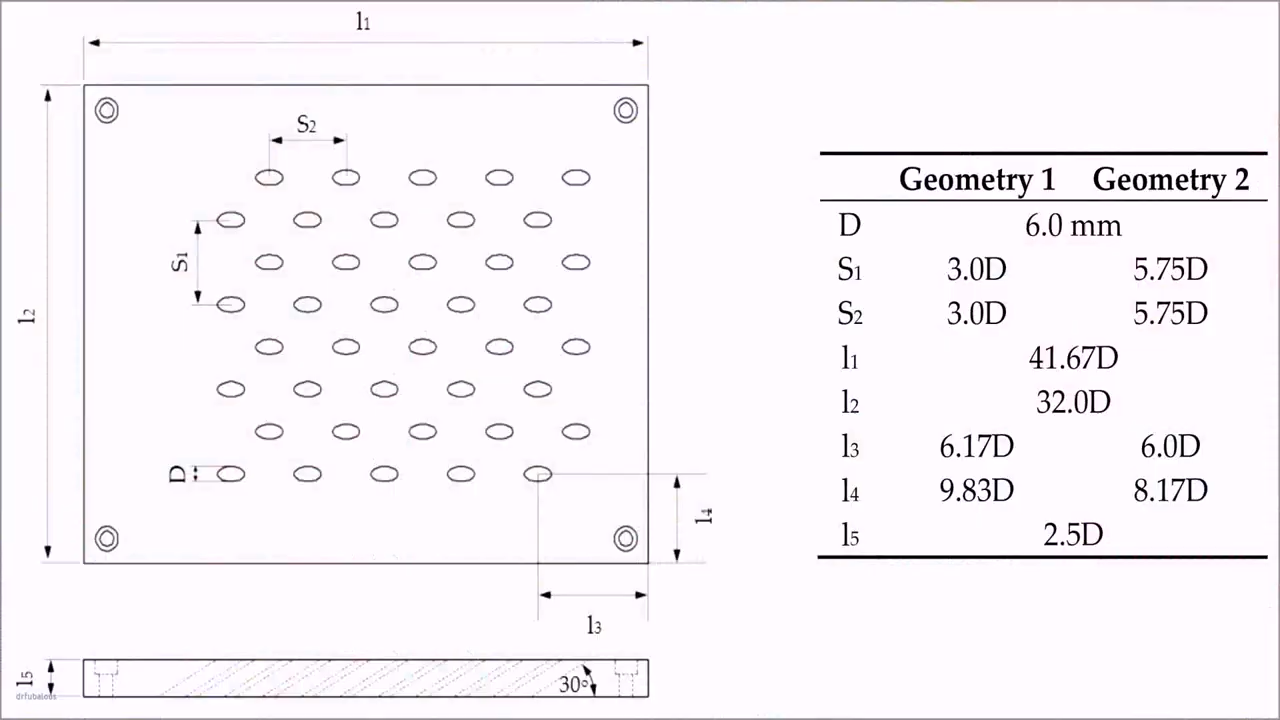 l1
S2
S1
l2
D
l4
l3
l5
30°
drfubalous
Geometry 1 Geometry 2
D 6.0 mm
S1 3.0D 5.75D
S2 3.0D 5.75D
l1 41.67D
l2 32.0D
l3 6.17D 6.0D
l4 9.83D 8.17D
l5 2.5D